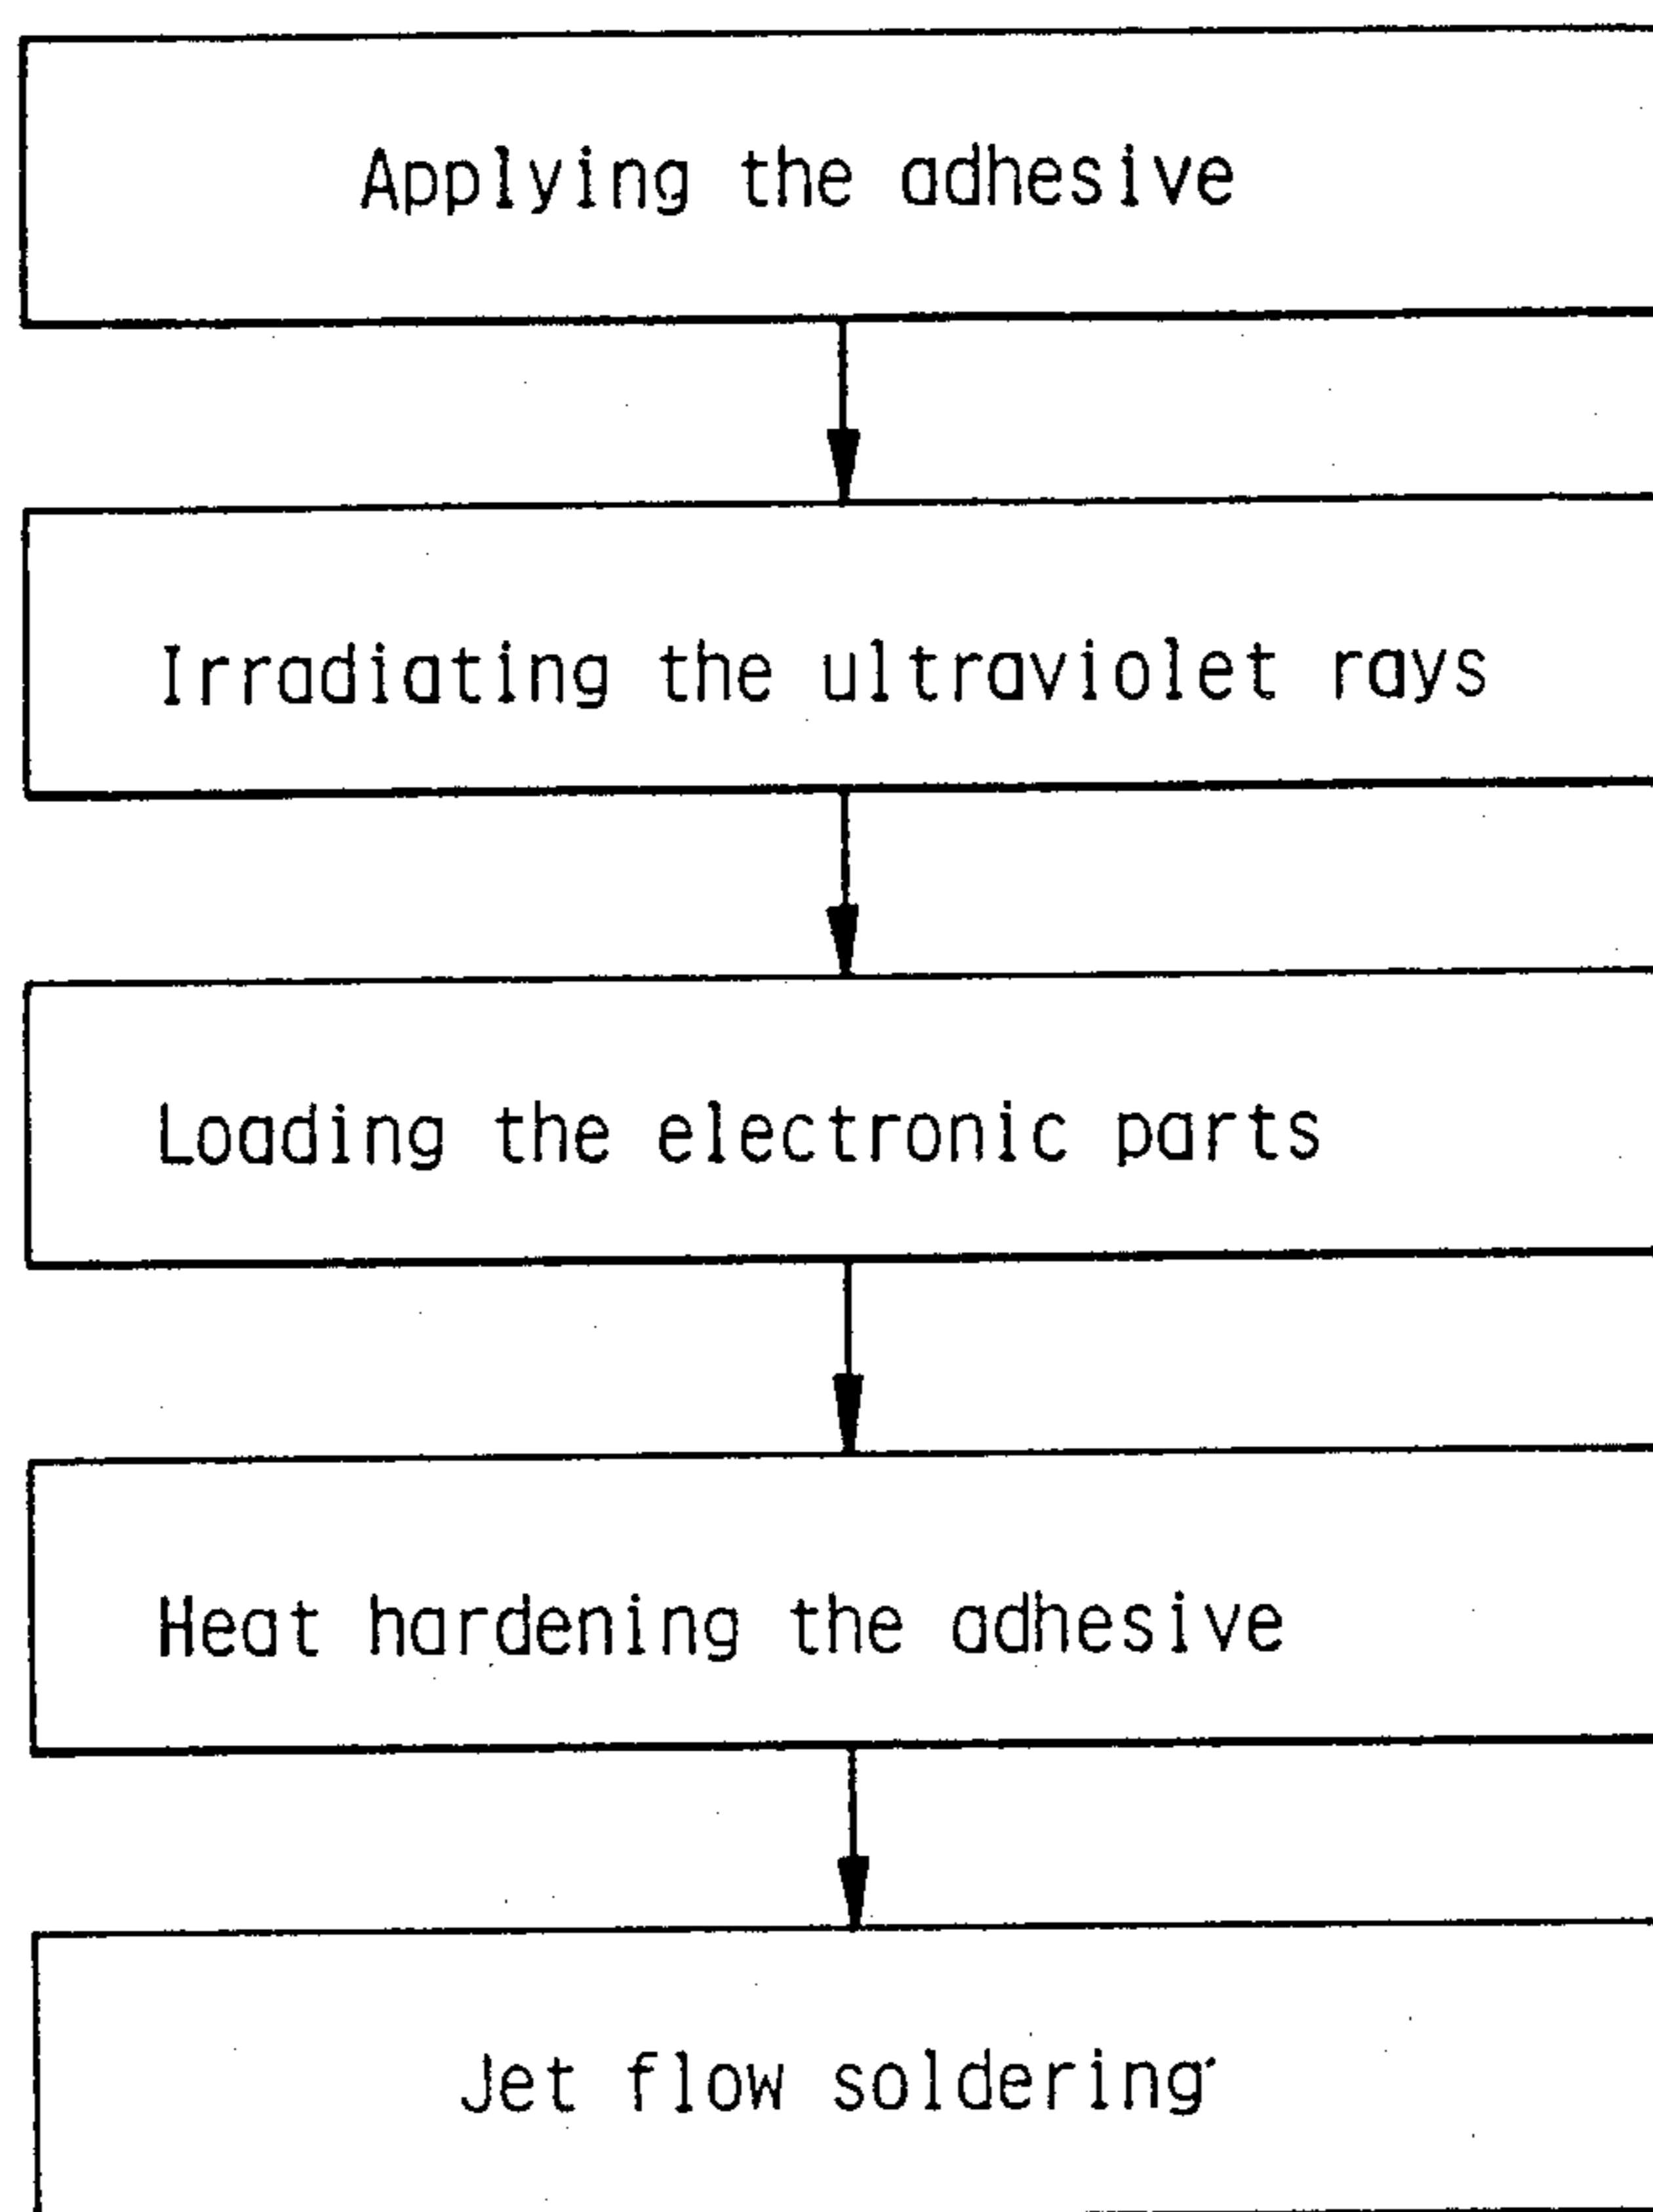 Applying the adhesive
Irradiating the ultraviolet rays
Loading the electronic parts
Heat hardening the adhesive
Jet flow soldering